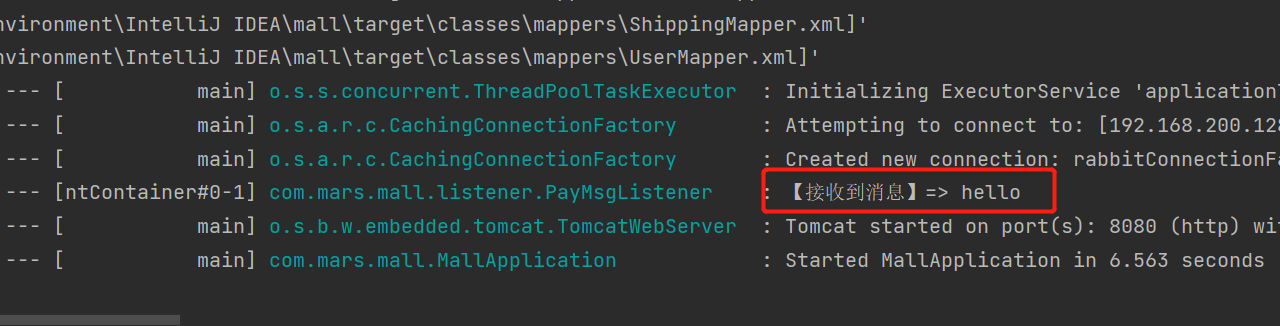 nvironment\IntelliJ IDEA\mall\target\classes\mappers\ShippingMapper.xml]'
nvironment\IntelliJ IDEA\mall\target\classes\mappers\UserMapper.xml]'
--- [           main] o.s.s.concurrent.ThreadPoolTaskExecutor  : Initializing ExecutorService 'application
--- [           main] o.s.a.r.c.CachingConnectionFactory       : Attempting to connect to: [192.168.200.128
--- [           main] o.s.a.r.c.CachingConnectionFactory       : Created new connection: rabbitConnectionFa
--- [ntContainer#0-1] com.mars.mall.listener.PayMsgListener    : 【接收到消息】=> hello
--- [           main] o.s.b.w.embedded.tomcat.TomcatWebServer  : Tomcat started on port(s): 8080 (http) wit
--- [           main] com.mars.mall.MallApplication            : Started MallApplication in 6.563 seconds